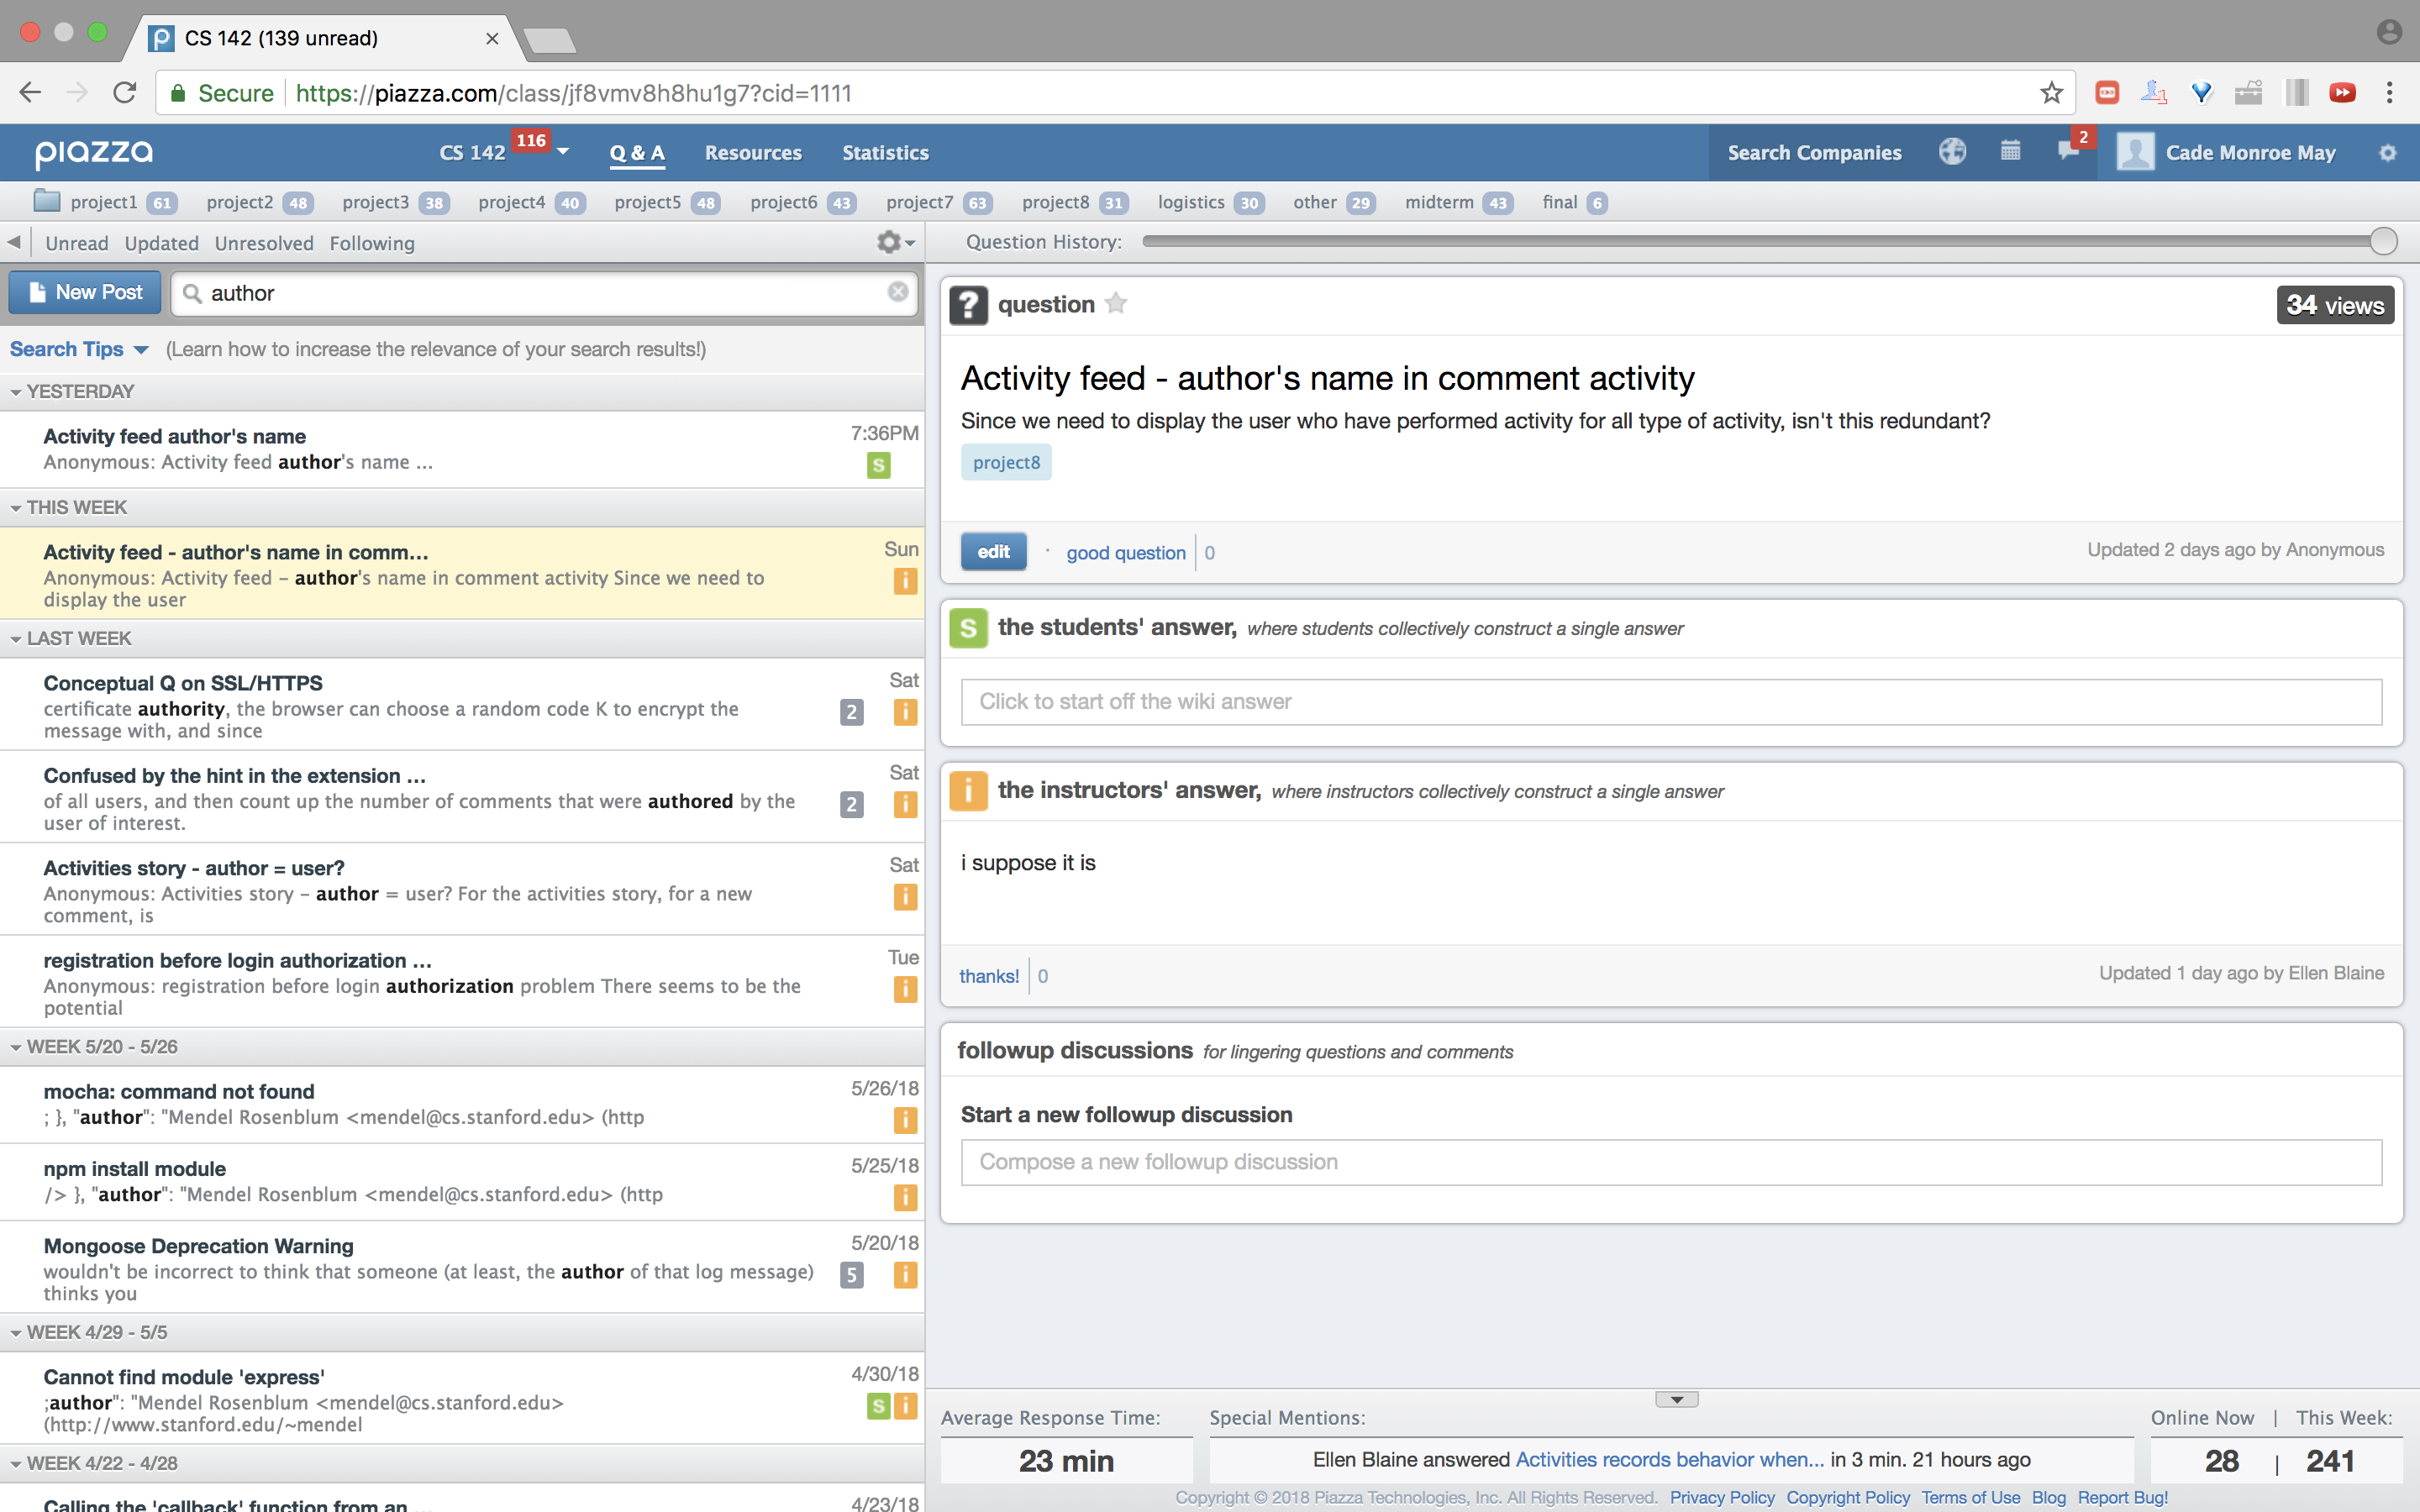 CS 142 (139 unread)
Secure https://piazza.com/class/jf8vmv8h8hu1g7?cid=1111
piazza
CS 142 116 Q & A Resources Statistics Search Companies 2 Cade Monroe May
project1 61 project2 48 project3 38 project4 40 project5 48 project6 43 project7 63 project8 31 logistics 30 other 29 midterm 43 final 6
Unread Updated Unresolved Following
New Post author
Search Tips (Learn how to increase the relevance of your search results!)
YESTERDAY
Activity feed author's name 7:36PM
Anonymous: Activity feed author's name ... S
THIS WEEK
Activity feed - author's name in comm... Sun
Anonymous: Activity feed – author's name in comment activity Since we need to i
display the user
LAST WEEK
Conceptual Q on SSL/HTTPS Sat
certificate authority, the browser can choose a random code K to encrypt the 2 i
message with, and since
Confused by the hint in the extension ... Sat
of all users, and then count up the number of comments that were authored by the 2 i
user of interest.
Activities story - author = user? Sat
Anonymous: Activities story – author = user? For the activities story, for a new i
comment, is
registration before login authorization ... Tue
Anonymous: registration before login authorization problem There seems to be the i
potential
WEEK 5/20 - 5/26
mocha: command not found 5/26/18
; }, "author": "Mendel Rosenblum <mendel@cs.stanford.edu> (http i
npm install module 5/25/18
/> }, "author": "Mendel Rosenblum <mendel@cs.stanford.edu> (http i
Mongoose Deprecation Warning 5/20/18
wouldn't be incorrect to think that someone (at least, the author of that log message) 5 i
thinks you
WEEK 4/29 - 5/5
Cannot find module 'express' 4/30/18
;author": "Mendel Rosenblum <mendel@cs.stanford.edu> S i
(http://www.stanford.edu/~mendel
WEEK 4/22 - 4/28
Calling the 'callback' function from an ... 4/23/18
Question History:
? question 34 views
Activity feed - author's name in comment activity
Since we need to display the user who have performed activity for all type of activity, isn't this redundant?
project8
edit · good question 0 Updated 2 days ago by Anonymous
S the students' answer, where students collectively construct a single answer
Click to start off the wiki answer
i the instructors' answer, where instructors collectively construct a single answer
i suppose it is
thanks! 0 Updated 1 day ago by Ellen Blaine
followup discussions for lingering questions and comments
Start a new followup discussion
Compose a new followup discussion
Average Response Time: Special Mentions: Online Now | This Week:
23 min Ellen Blaine answered Activities records behavior when... in 3 min. 21 hours ago 28 | 241
Copyright © 2018 Piazza Technologies, Inc. All Rights Reserved. Privacy Policy Copyright Policy Terms of Use Blog Report Bug!